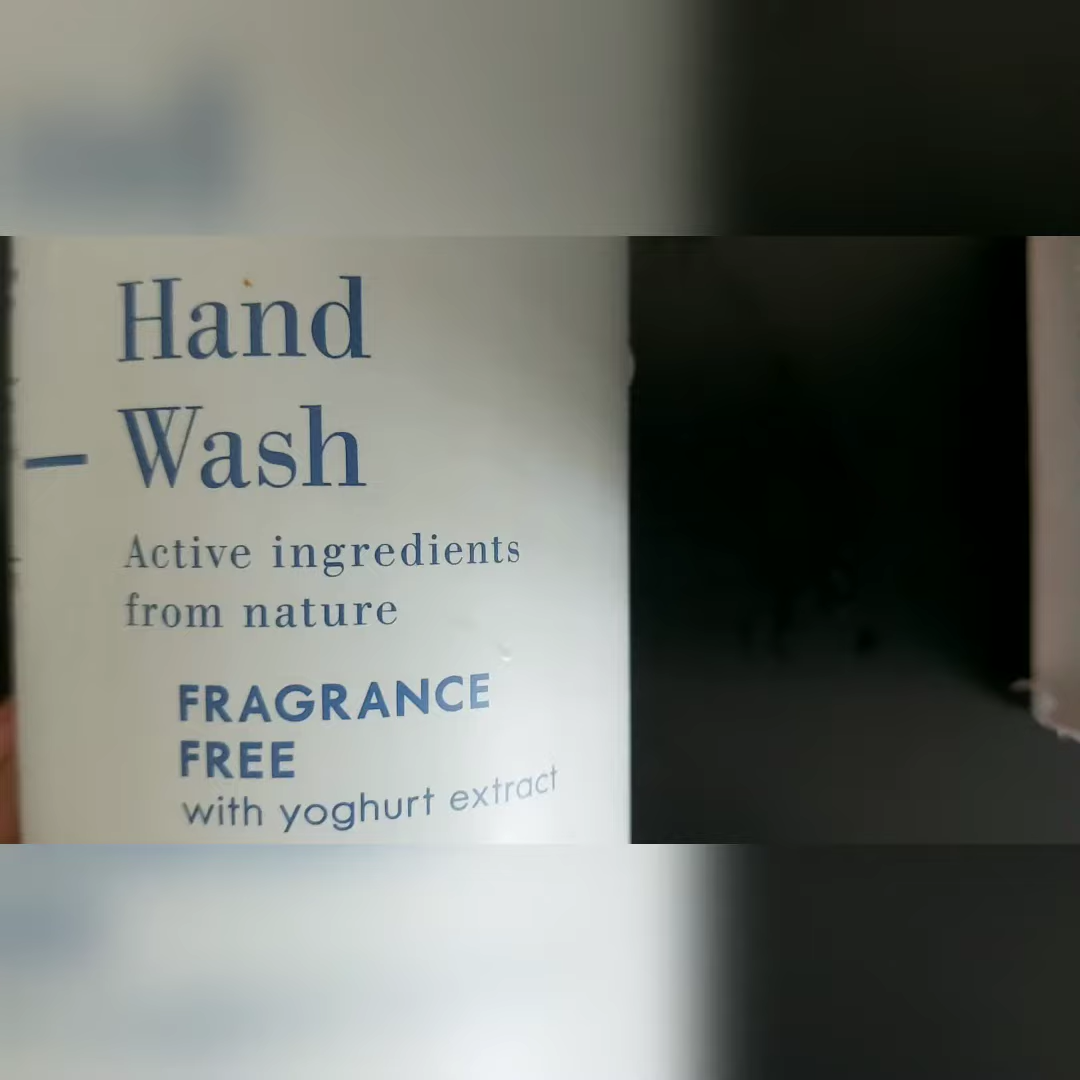 Hand
Wash
Active ingredients
from nature
FRAGRANCE
FREE
with yoghurt extract